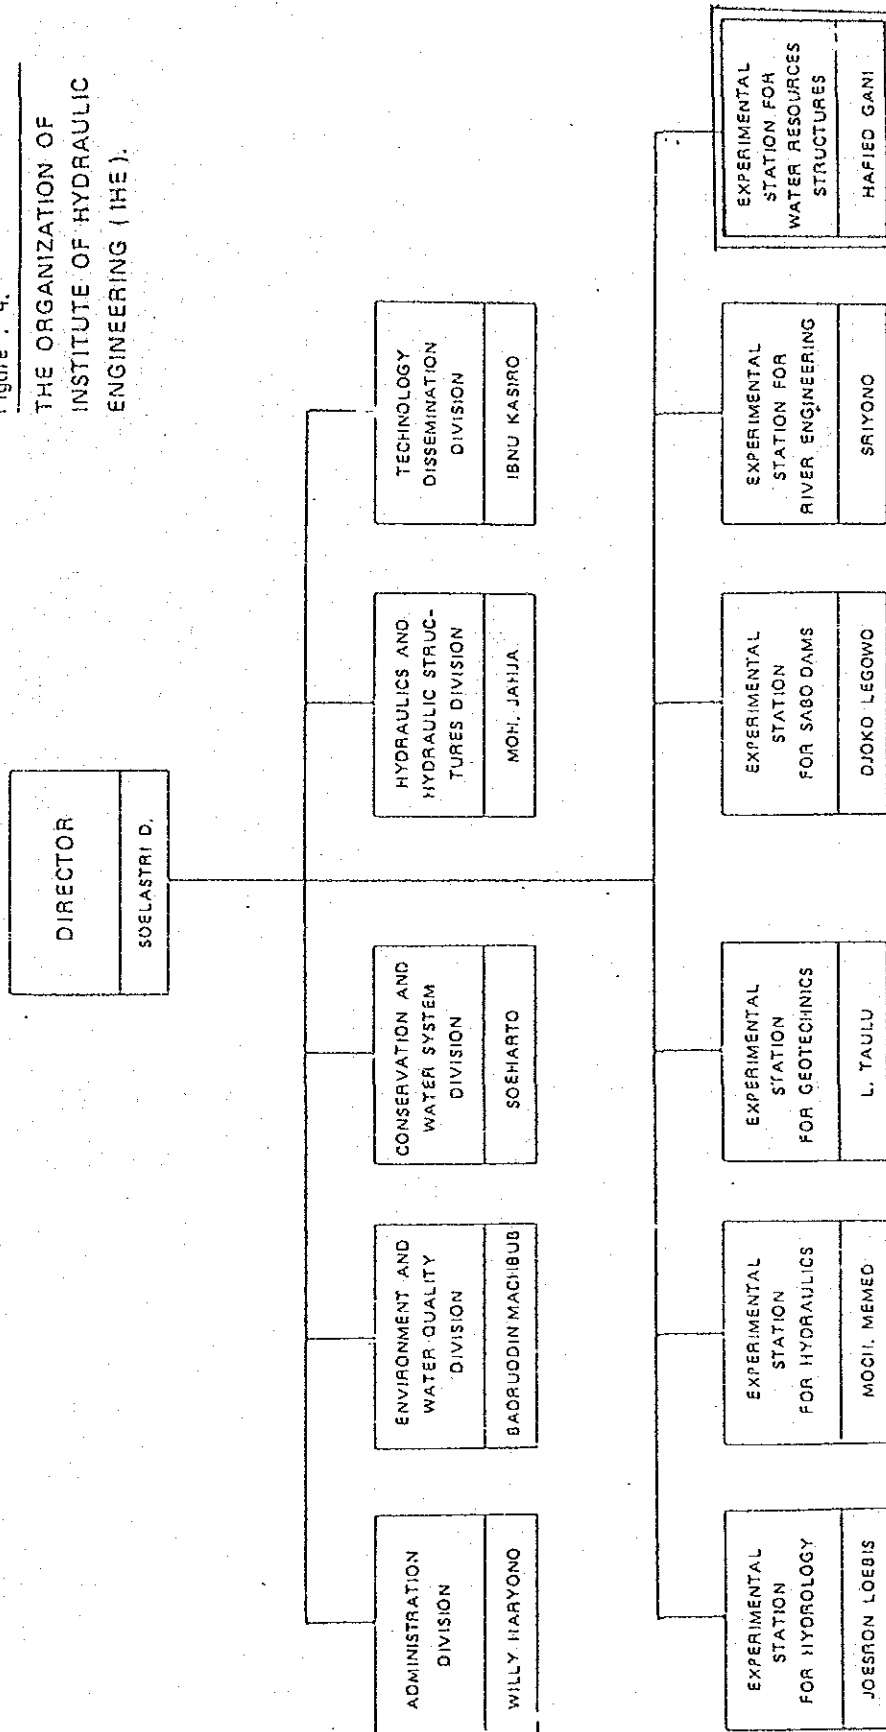 Figure . 4.
THE ORGANIZATION OF
INSTITUTE OF HYDRAULIC
ENGINEERING (IHE).
DIRECTOR
SOELASTRI D.
ADMINISTRATION
DIVISION
WILLY HARYONO
ENVIRONMENT AND
WATER QUALITY
DIVISION
BADRUDDIN MACHBUB
CONSERVATION AND
WATER SYSTEM
DIVISION
SOEHARTO
HYDRAULICS AND
HYDRAULIC STRUC-
TURES DIVISION
MOH. JAHJA
TECHNOLOGY
DISSEMINATION
DIVISION
IBNU KASIRO
EXPERIMENTAL
STATION
FOR HYDROLOGY
JOESRON LOEBIS
EXPERIMENTAL
STATION
FOR HYDRAULICS
MOCH. MEMED
EXPERIMENTAL
STATION
FOR GEOTECHNICS
L. TAULU
EXPERIMENTAL
STATION
FOR SABO DAMS
DJOKO LEGOWO
EXPERIMENTAL
STATION FOR
RIVER ENGINEERING
SRIYONO
EXPERIMENTAL
STATION FOR
WATER RESOURCES
STRUCTURES
HAFIED GANI